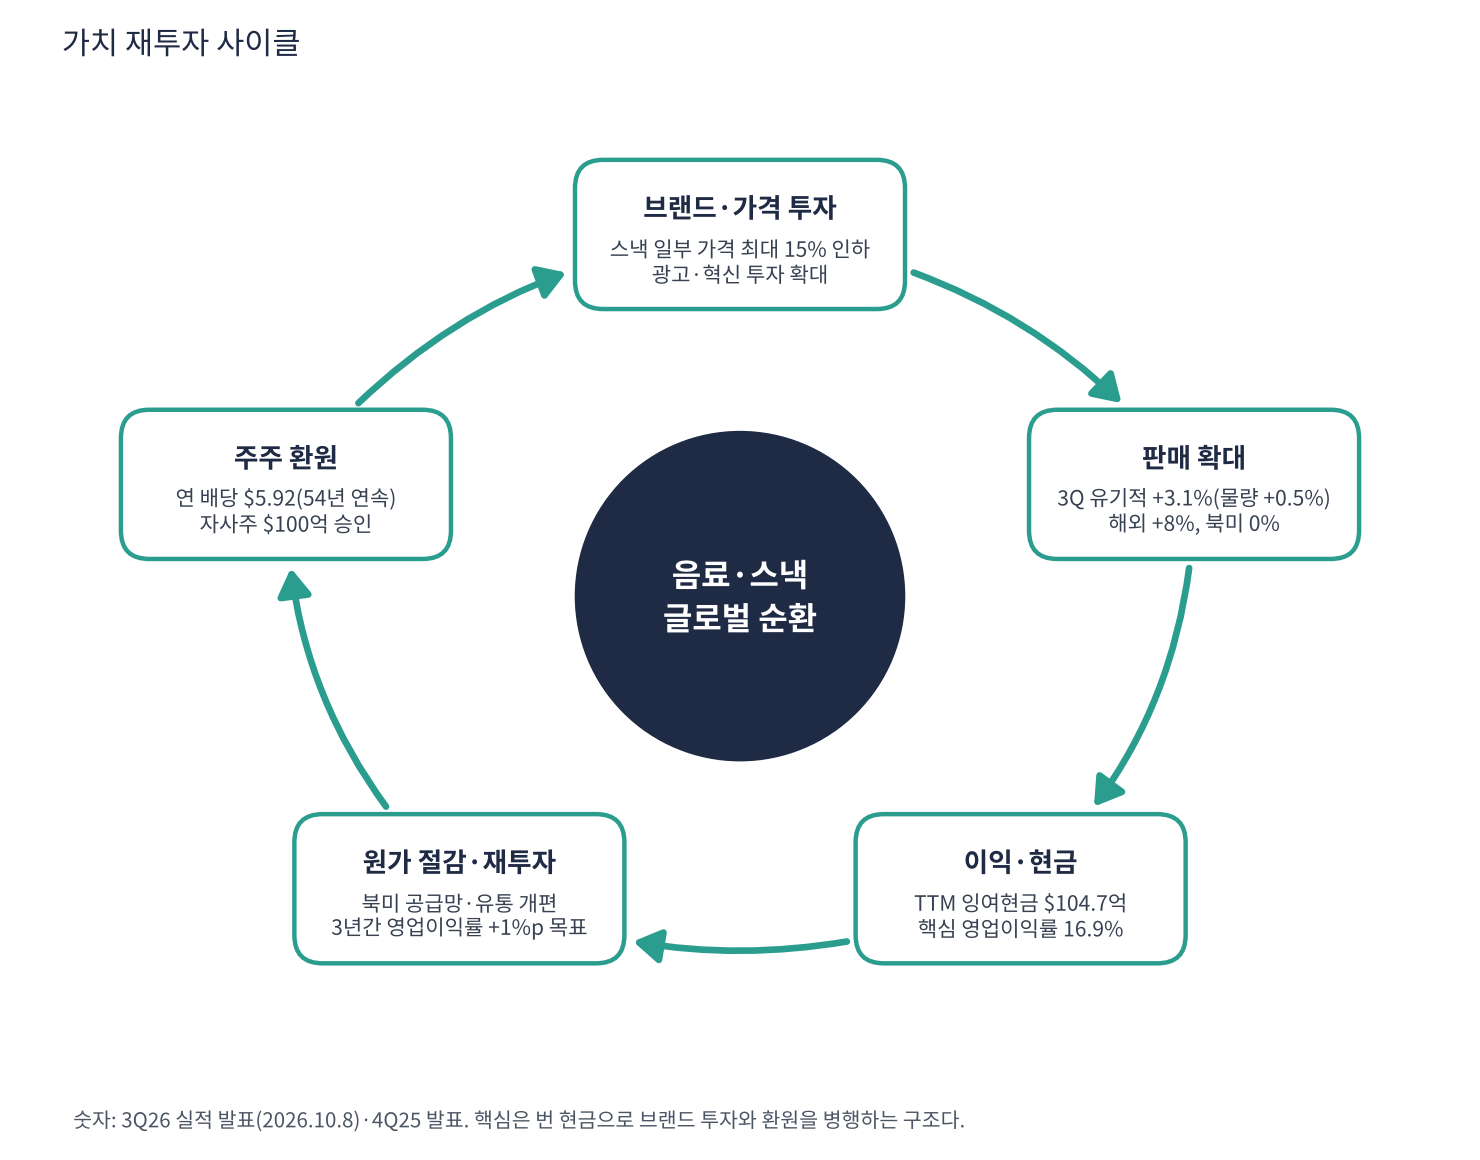 가치 재투자 사이클
브랜드·가격 투자
스낵 일부 가격 최대 15% 인하
광고·혁신 투자 확대
주주 환원
연 배당 $5.92(54년 연속)
자사주 $100억 승인
판매 확대
3Q 유기적 +3.1%(물량 +0.5%)
해외 +8%, 북미 0%
음료·스낵
글로벌 순환
원가 절감·재투자
북미 공급망·유통 개편
3년간 영업이익률 +1%p 목표
이익·현금
TTM 잉여현금 $104.7억
핵심 영업이익률 16.9%
숫자: 3Q26 실적 발표(2026.10.8)·4Q25 발표. 핵심은 번 현금으로 브랜드 투자와 환원을 병행하는 구조다.